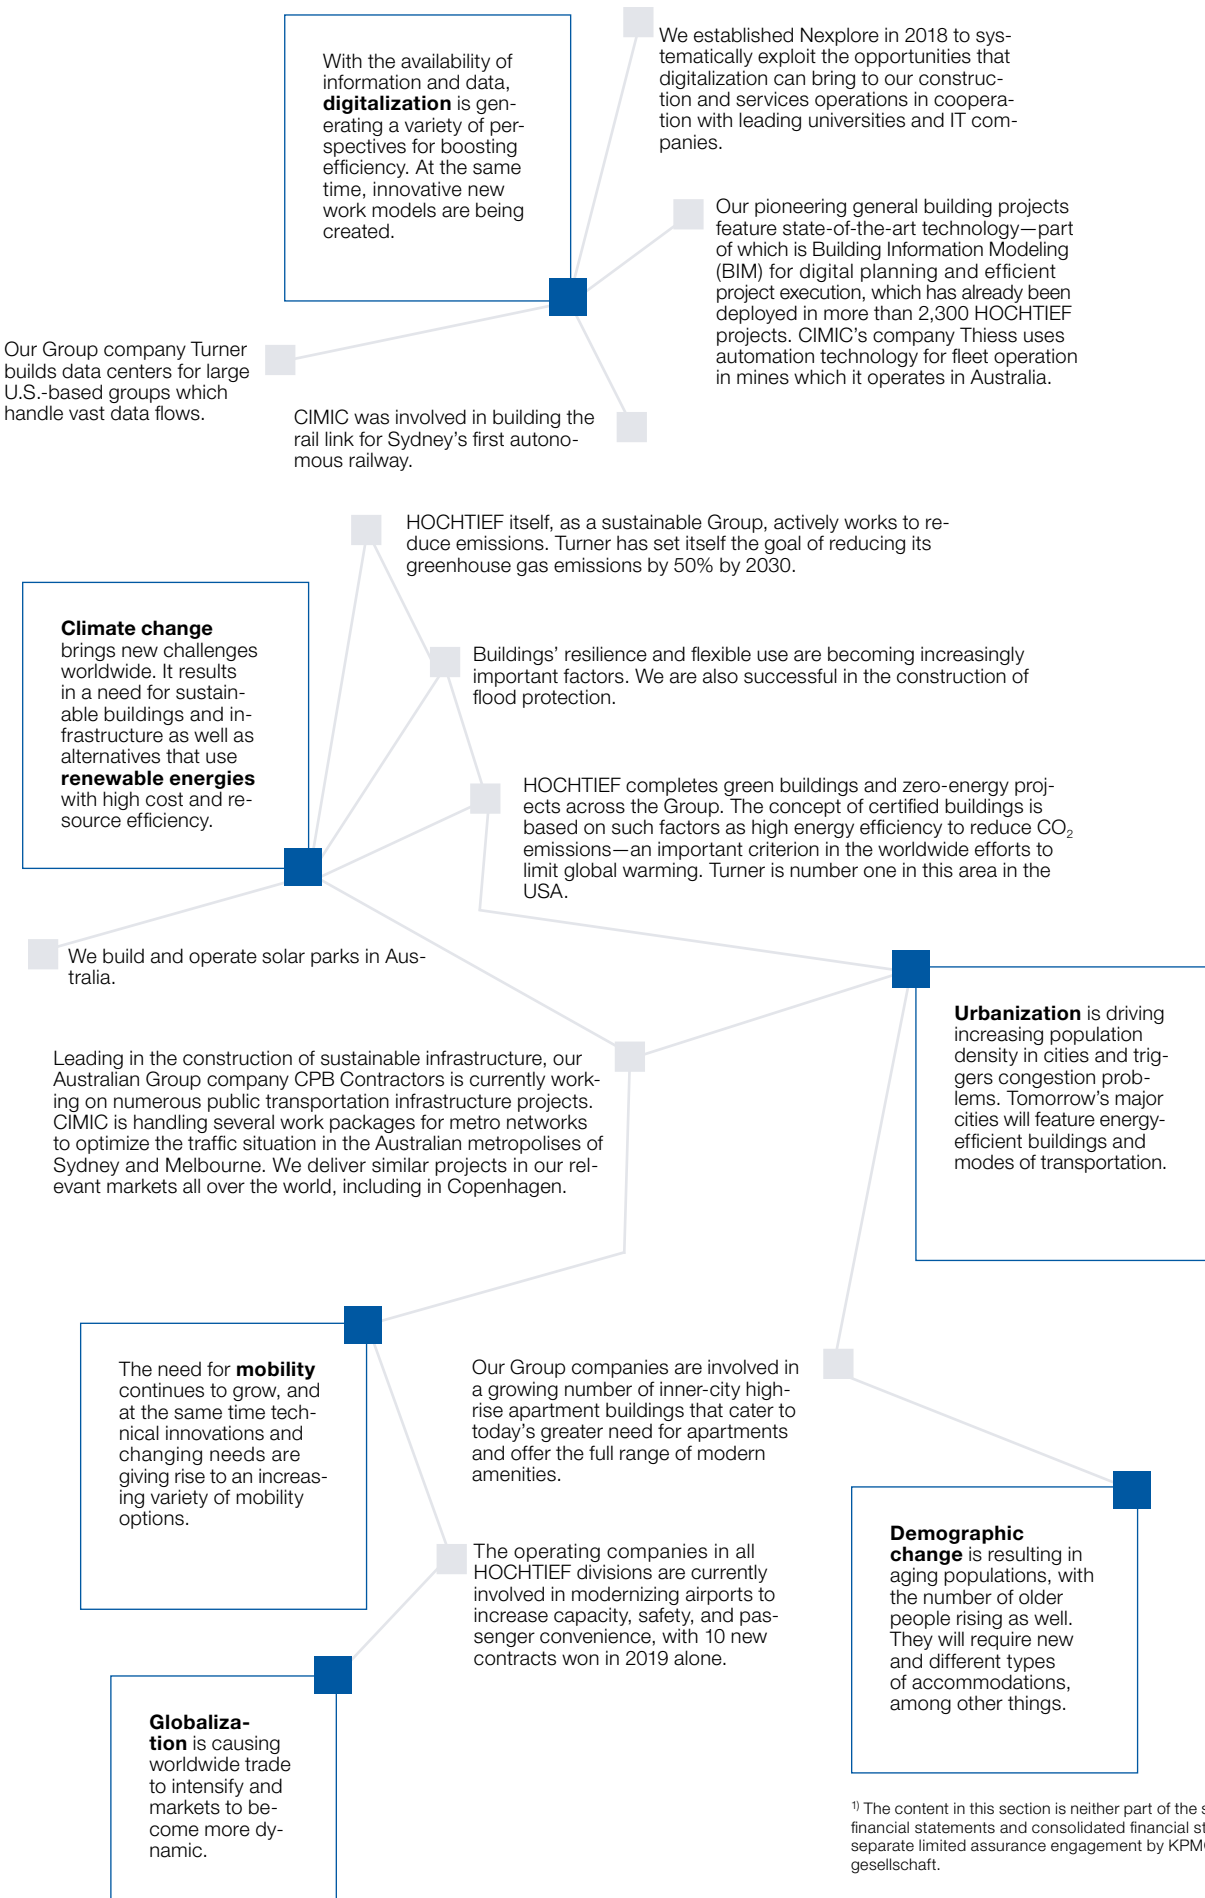 With the availability of
information and data,
digitalization is gen-
erating a variety of per-
spectives for boosting
efficiency. At the same
time, innovative new
work models are being
created.
We established Nexplore in 2018 to sys-
tematically exploit the opportunities that
digitalization can bring to our construc-
tion and services operations in coopera-
tion with leading universities and IT com-
panies.
Our pioneering general building projects
feature state-of-the-art technology—part
of which is Building Information Modeling
(BIM) for digital planning and efficient
project execution, which has already been
deployed in more than 2,300 HOCHTIEF
projects. CIMIC’s company Thiess uses
automation technology for fleet operation
in mines which it operates in Australia.
Our Group company Turner
builds data centers for large
U.S.-based groups which
handle vast data flows.
CIMIC was involved in building the
rail link for Sydney’s first autono-
mous railway.
HOCHTIEF itself, as a sustainable Group, actively works to re-
duce emissions. Turner has set itself the goal of reducing its
greenhouse gas emissions by 50% by 2030.
Climate change
brings new challenges
worldwide. It results
in a need for sustain-
able buildings and in-
frastructure as well as
alternatives that use
renewable energies
with high cost and re-
source efficiency.
Buildings’ resilience and flexible use are becoming increasingly
important factors. We are also successful in the construction of
flood protection.
HOCHTIEF completes green buildings and zero-energy proj-
ects across the Group. The concept of certified buildings is
based on such factors as high energy efficiency to reduce CO₂
emissions—an important criterion in the worldwide efforts to
limit global warming. Turner is number one in this area in the
USA.
We build and operate solar parks in Aus-
tralia.
Urbanization is driving
increasing population
density in cities and trig-
gers congestion prob-
lems. Tomorrow’s major
cities will feature energy-
efficient buildings and
modes of transportation.
Leading in the construction of sustainable infrastructure, our
Australian Group company CPB Contractors is currently work-
ing on numerous public transportation infrastructure projects.
CIMIC is handling several work packages for metro networks
to optimize the traffic situation in the Australian metropolises of
Sydney and Melbourne. We deliver similar projects in our rel-
evant markets all over the world, including in Copenhagen.
The need for mobility
continues to grow, and
at the same time tech-
nical innovations and
changing needs are
giving rise to an increas-
ing variety of mobility
options.
Our Group companies are involved in
a growing number of inner-city high-
rise apartment buildings that cater to
today’s greater need for apartments
and offer the full range of modern
amenities.
The operating companies in all
HOCHTIEF divisions are currently
involved in modernizing airports to
increase capacity, safety, and pas-
senger convenience, with 10 new
contracts won in 2019 alone.
Demographic
change is resulting in
aging populations, with
the number of older
people rising as well.
They will require new
and different types
of accommodations,
among other things.
Globaliza-
tion is causing
worldwide trade
to intensify and
markets to be-
come more dy-
namic.
1) The content in this section is neither part of the
financial statements and consolidated financial
separate limited assurance engagement by
gesellschaft.